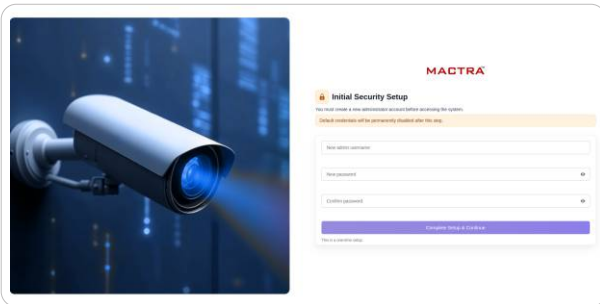 MACTRA
Initial Security Setup
You must create a new administrator account before accessing the system.
Default credentials will be permanently disabled after this step.
New admin username
New password
Confirm password
Complete Setup & Continue
This is a one-time setup.